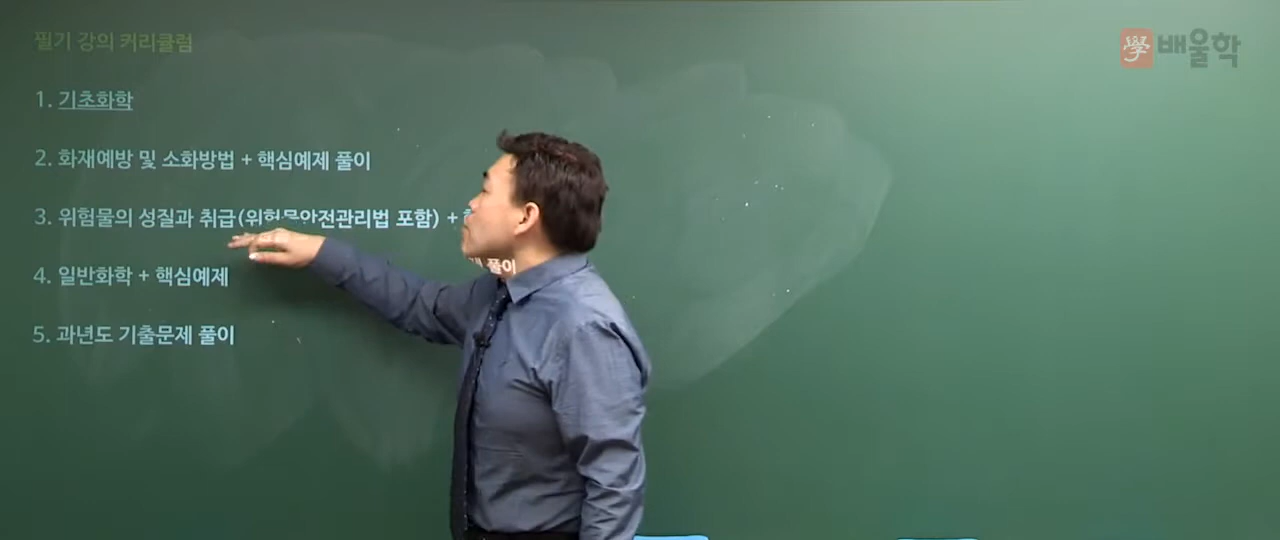 필기 강의 커리큘럼
學 배울학
1. 기초화학
2. 화재예방 및 소화방법 + 핵심예제 풀이
3. 위험물의 성질과 취급(위험물안전관리법 포함) +
풀이
4. 일반화학 + 핵심예제
5. 과년도 기출문제 풀이